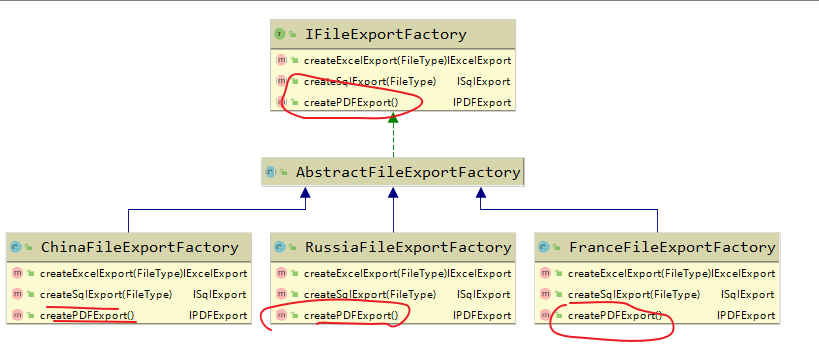 IFileExportFactory
createExcelExport(FileType)IExcelExport
createSqlExport(FileType) ISqlExport
createPDFExport() IPDFExport
AbstractFileExportFactory
ChinaFileExportFactory
createExcelExport(FileType)IExcelExport
createSqlExport(FileType) ISqlExport
createPDFExport() IPDFExport
RussiaFileExportFactory
createExcelExport(FileType)IExcelExport
createSqlExport(FileType) ISqlExport
createPDFExport() IPDFExport
FranceFileExportFactory
createExcelExport(FileType)IExcelExport
createSqlExport(FileType) ISqlExport
createPDFExport() IPDFExport